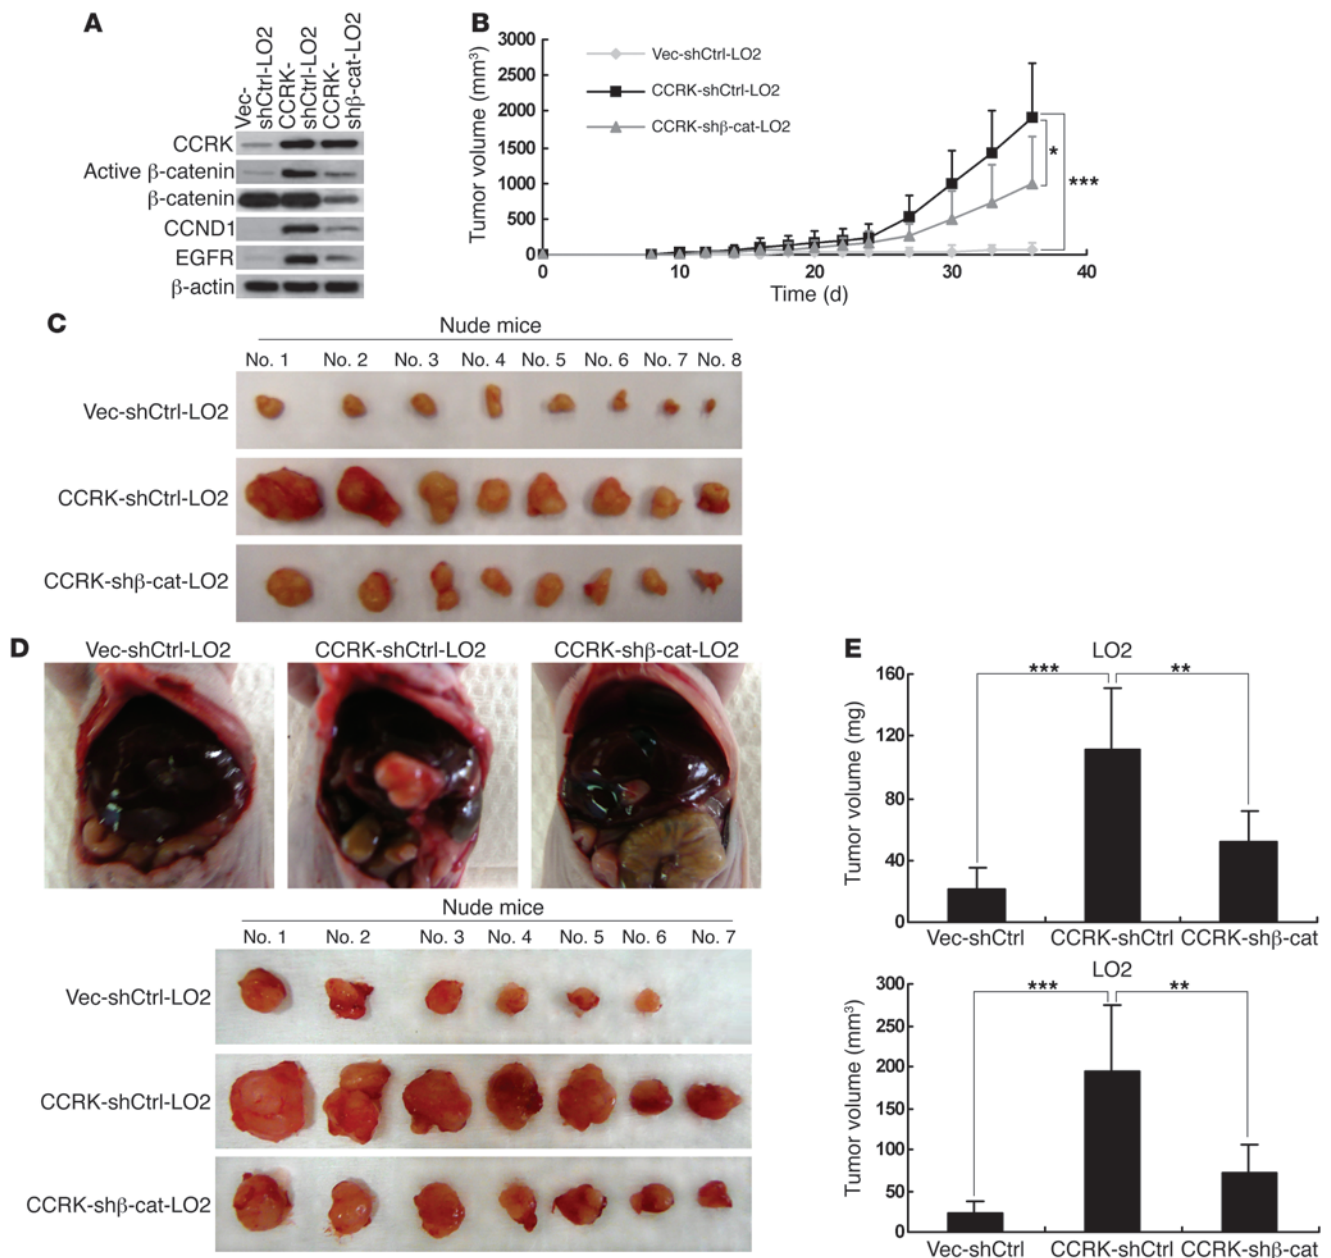 A
Vec-
shCtrl-LO2
CCRK-
shCtrl-LO2
CCRK-
shβ-cat-LO2
CCRK
Active β-catenin
β-catenin
CCND1
EGFR
β-actin
B
Tumor volume (mm³)
3000
2500
2000
1500
1000
500
0
Vec-shCtrl-LO2
CCRK-shCtrl-LO2
CCRK-shβ-cat-LO2
*
***
0 10 20 30 40
Time (d)
C
Nude mice
No. 1 No. 2 No. 3 No. 4 No. 5 No. 6 No. 7 No. 8
Vec-shCtrl-LO2
CCRK-shCtrl-LO2
CCRK-shβ-cat-LO2
D
Vec-shCtrl-LO2 CCRK-shCtrl-LO2 CCRK-shβ-cat-LO2
Nude mice
No. 1 No. 2 No. 3 No. 4 No. 5 No. 6 No. 7
Vec-shCtrl-LO2
CCRK-shCtrl-LO2
CCRK-shβ-cat-LO2
E
LO2
*** **
Tumor volume (mg)
160
120
80
40
0
Vec-shCtrl CCRK-shCtrl CCRK-shβ-cat
LO2
*** **
Tumor volume (mm³)
300
250
200
150
100
50
0
Vec-shCtrl CCRK-shCtrl CCRK-shβ-cat